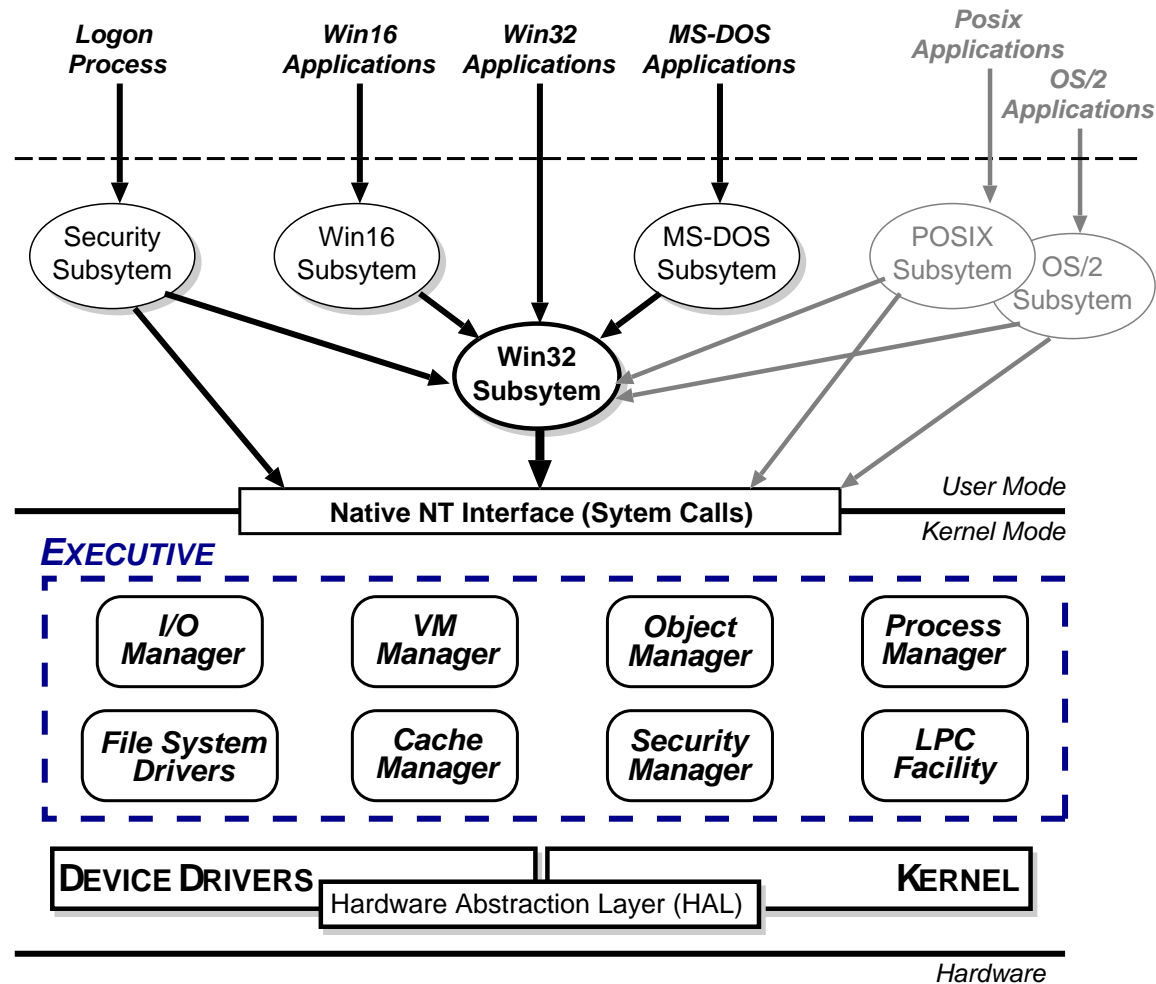 Logon
Process
Win16
Applications
Win32
Applications
MS-DOS
Applications
Posix
Applications
OS/2
Applications
Security
Subsytem
Win16
Subsytem
MS-DOS
Subsytem
POSIX
Subsytem
OS/2
Subsytem
Win32
Subsytem
Native NT Interface (Sytem Calls)
User Mode
Kernel Mode
EXECUTIVE
I/O
Manager
VM
Manager
Object
Manager
Process
Manager
File System
Drivers
Cache
Manager
Security
Manager
LPC
Facility
DEVICE DRIVERS
KERNEL
Hardware Abstraction Layer (HAL)
Hardware